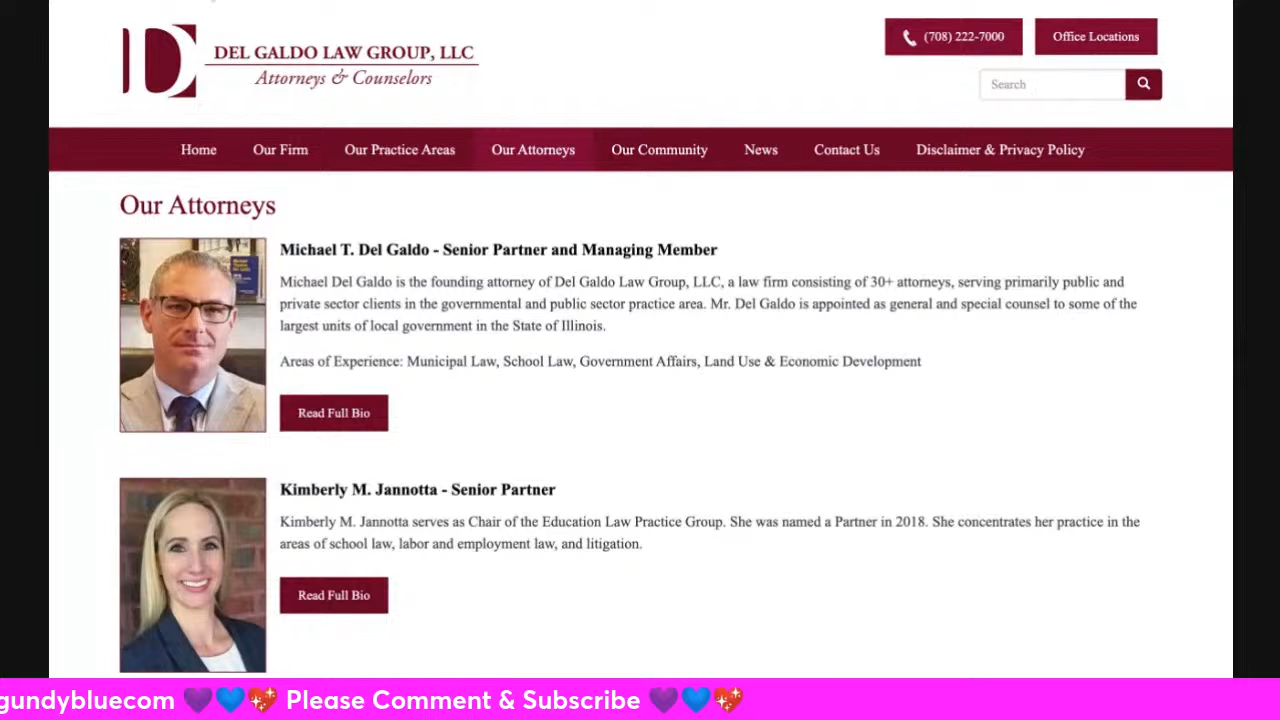 DEL GALDO LAW GROUP, LLC
Attorneys & Counselors
(708) 222-7000
Office Locations
Search
Home
Our Firm
Our Practice Areas
Our Attorneys
Our Community
News
Contact Us
Disclaimer & Privacy Policy
Our Attorneys
Michael T. Del Galdo - Senior Partner and Managing Member
Michael Del Galdo is the founding attorney of Del Galdo Law Group, LLC, a law firm consisting of 30+ attorneys, serving primarily public and
private sector clients in the governmental and public sector practice area. Mr. Del Galdo is appointed as general and special counsel to some of the
largest units of local government in the State of Illinois.
Areas of Experience: Municipal Law, School Law, Government Affairs, Land Use & Economic Development
Read Full Bio
Kimberly M. Jannotta - Senior Partner
Kimberly M. Jannotta serves as Chair of the Education Law Practice Group. She was named a Partner in 2018. She concentrates her practice in the
areas of school law, labor and employment law, and litigation.
Read Full Bio
gundybluecom 💜💙💖 Please Comment & Subscribe 💜💙💖